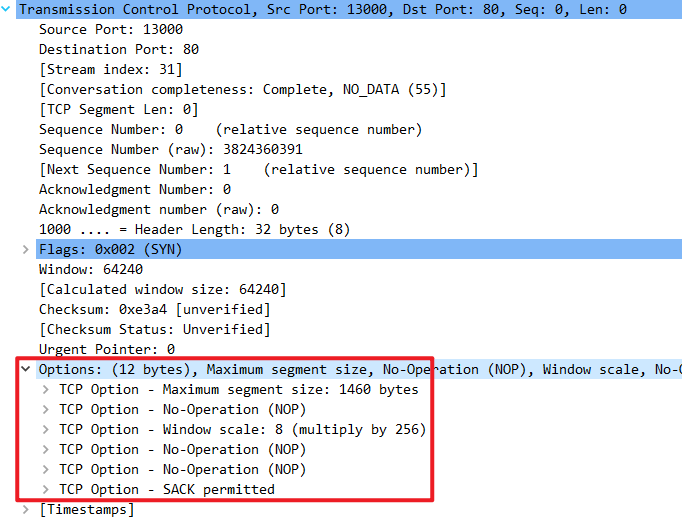 Transmission Control Protocol, Src Port: 13000, Dst Port: 80, Seq: 0, Len: 0
Source Port: 13000
Destination Port: 80
[Stream index: 31]
[Conversation completeness: Complete, NO_DATA (55)]
[TCP Segment Len: 0]
Sequence Number: 0    (relative sequence number)
Sequence Number (raw): 3824360391
[Next Sequence Number: 1    (relative sequence number)]
Acknowledgment Number: 0
Acknowledgment number (raw): 0
1000 .... = Header Length: 32 bytes (8)
Flags: 0x002 (SYN)
Window: 64240
[Calculated window size: 64240]
Checksum: 0xe3a4 [unverified]
[Checksum Status: Unverified]
Urgent Pointer: 0
Options: (12 bytes), Maximum segment size, No-Operation (NOP), Window scale, No-O
TCP Option - Maximum segment size: 1460 bytes
TCP Option - No-Operation (NOP)
TCP Option - Window scale: 8 (multiply by 256)
TCP Option - No-Operation (NOP)
TCP Option - No-Operation (NOP)
TCP Option - SACK permitted
[Timestamps]